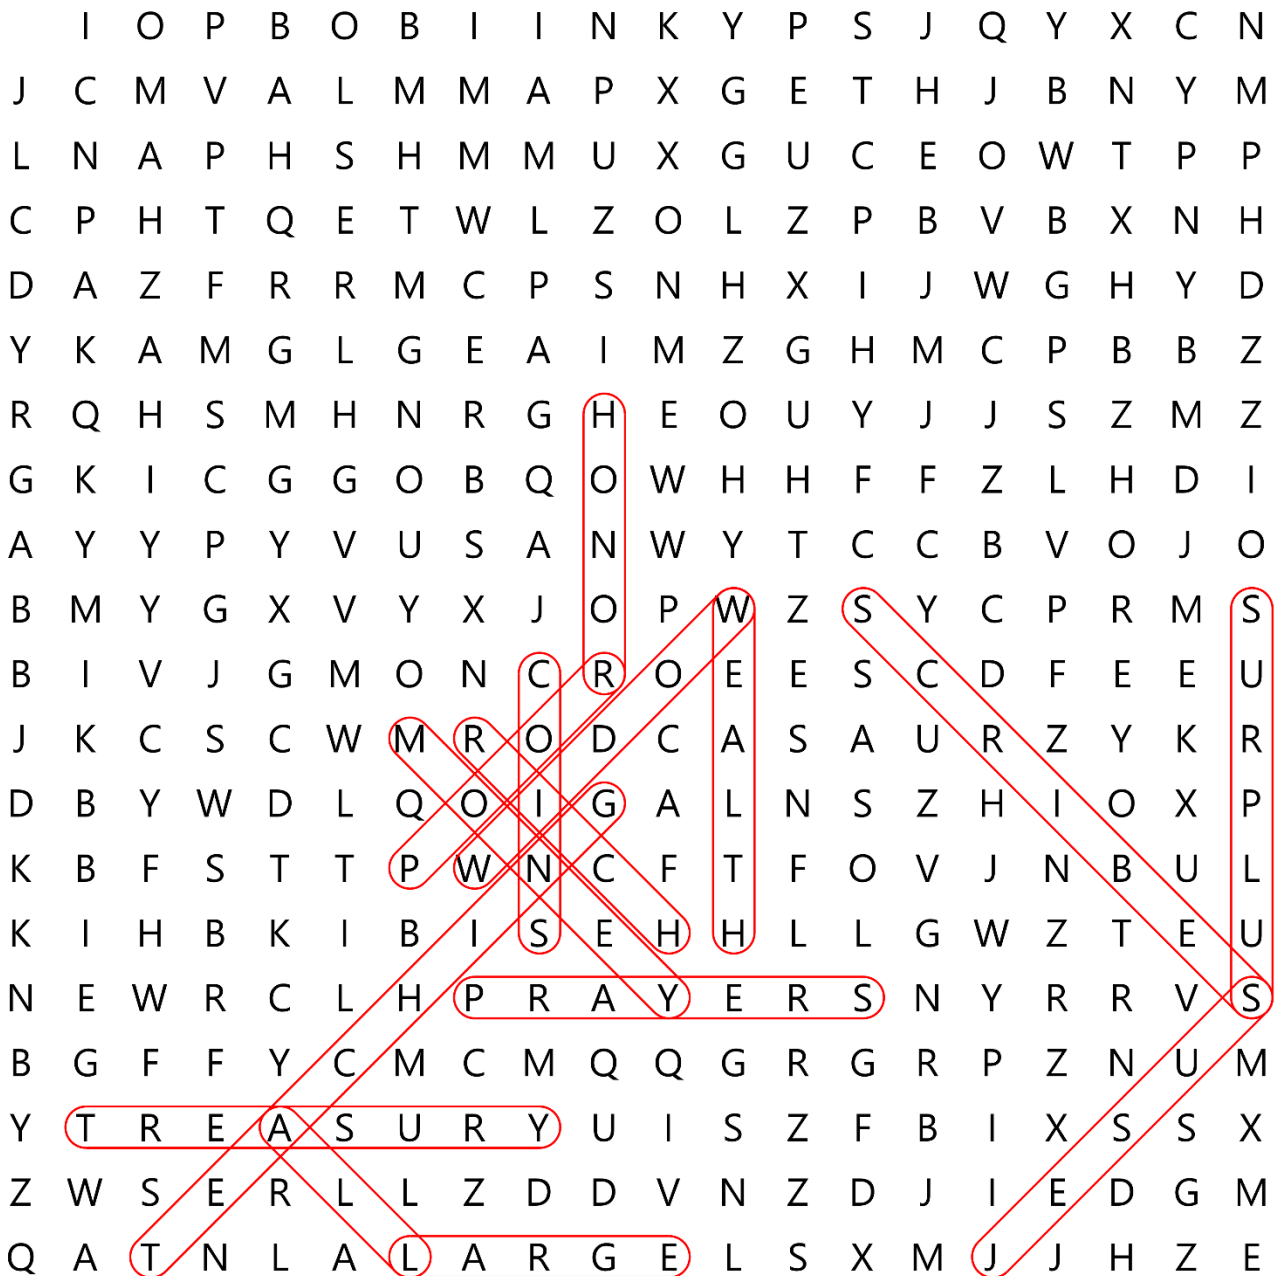 I O P B O B I I N K Y P S J Q Y X C N
J C M V A L M M A P X G E T H J B N Y M
L N A P H S H M M U X G U C E O W T P P
C P H T Q E T W L Z O L Z P B V B X N H
D A Z F R R M C P S N H X I J W G H Y D
Y K A M G L G E A I M Z G H M C P B B Z
R Q H S M H N R G H E O U Y J J S Z M Z
G K I C G G O B Q O W H H F F Z L H D I
A Y Y P Y V U S A N W Y T C C B V O J O
B M Y G X V Y X J O P W Z S Y C P R M S
B I V J G M O N C R O E E S C D F E E U
J K C S C W M R O D C A S A U R Z Y K R
D B Y W D L Q O I G A L N S Z H I O X P
K B F S T T P W N C F T F O V J N B U L
K I H B K I B I S E H H L L G W Z T E U
N E W R C L H P R A Y E R S N Y R R V S
B G F F Y C M C M Q Q G R G R P Z N U M
Y T R E A S U R Y U I S Z F B I X S S X
Z W S E R L L Z D D V N Z D J I E D G M
Q A T N L A L A R G E L S X M J J H Z E